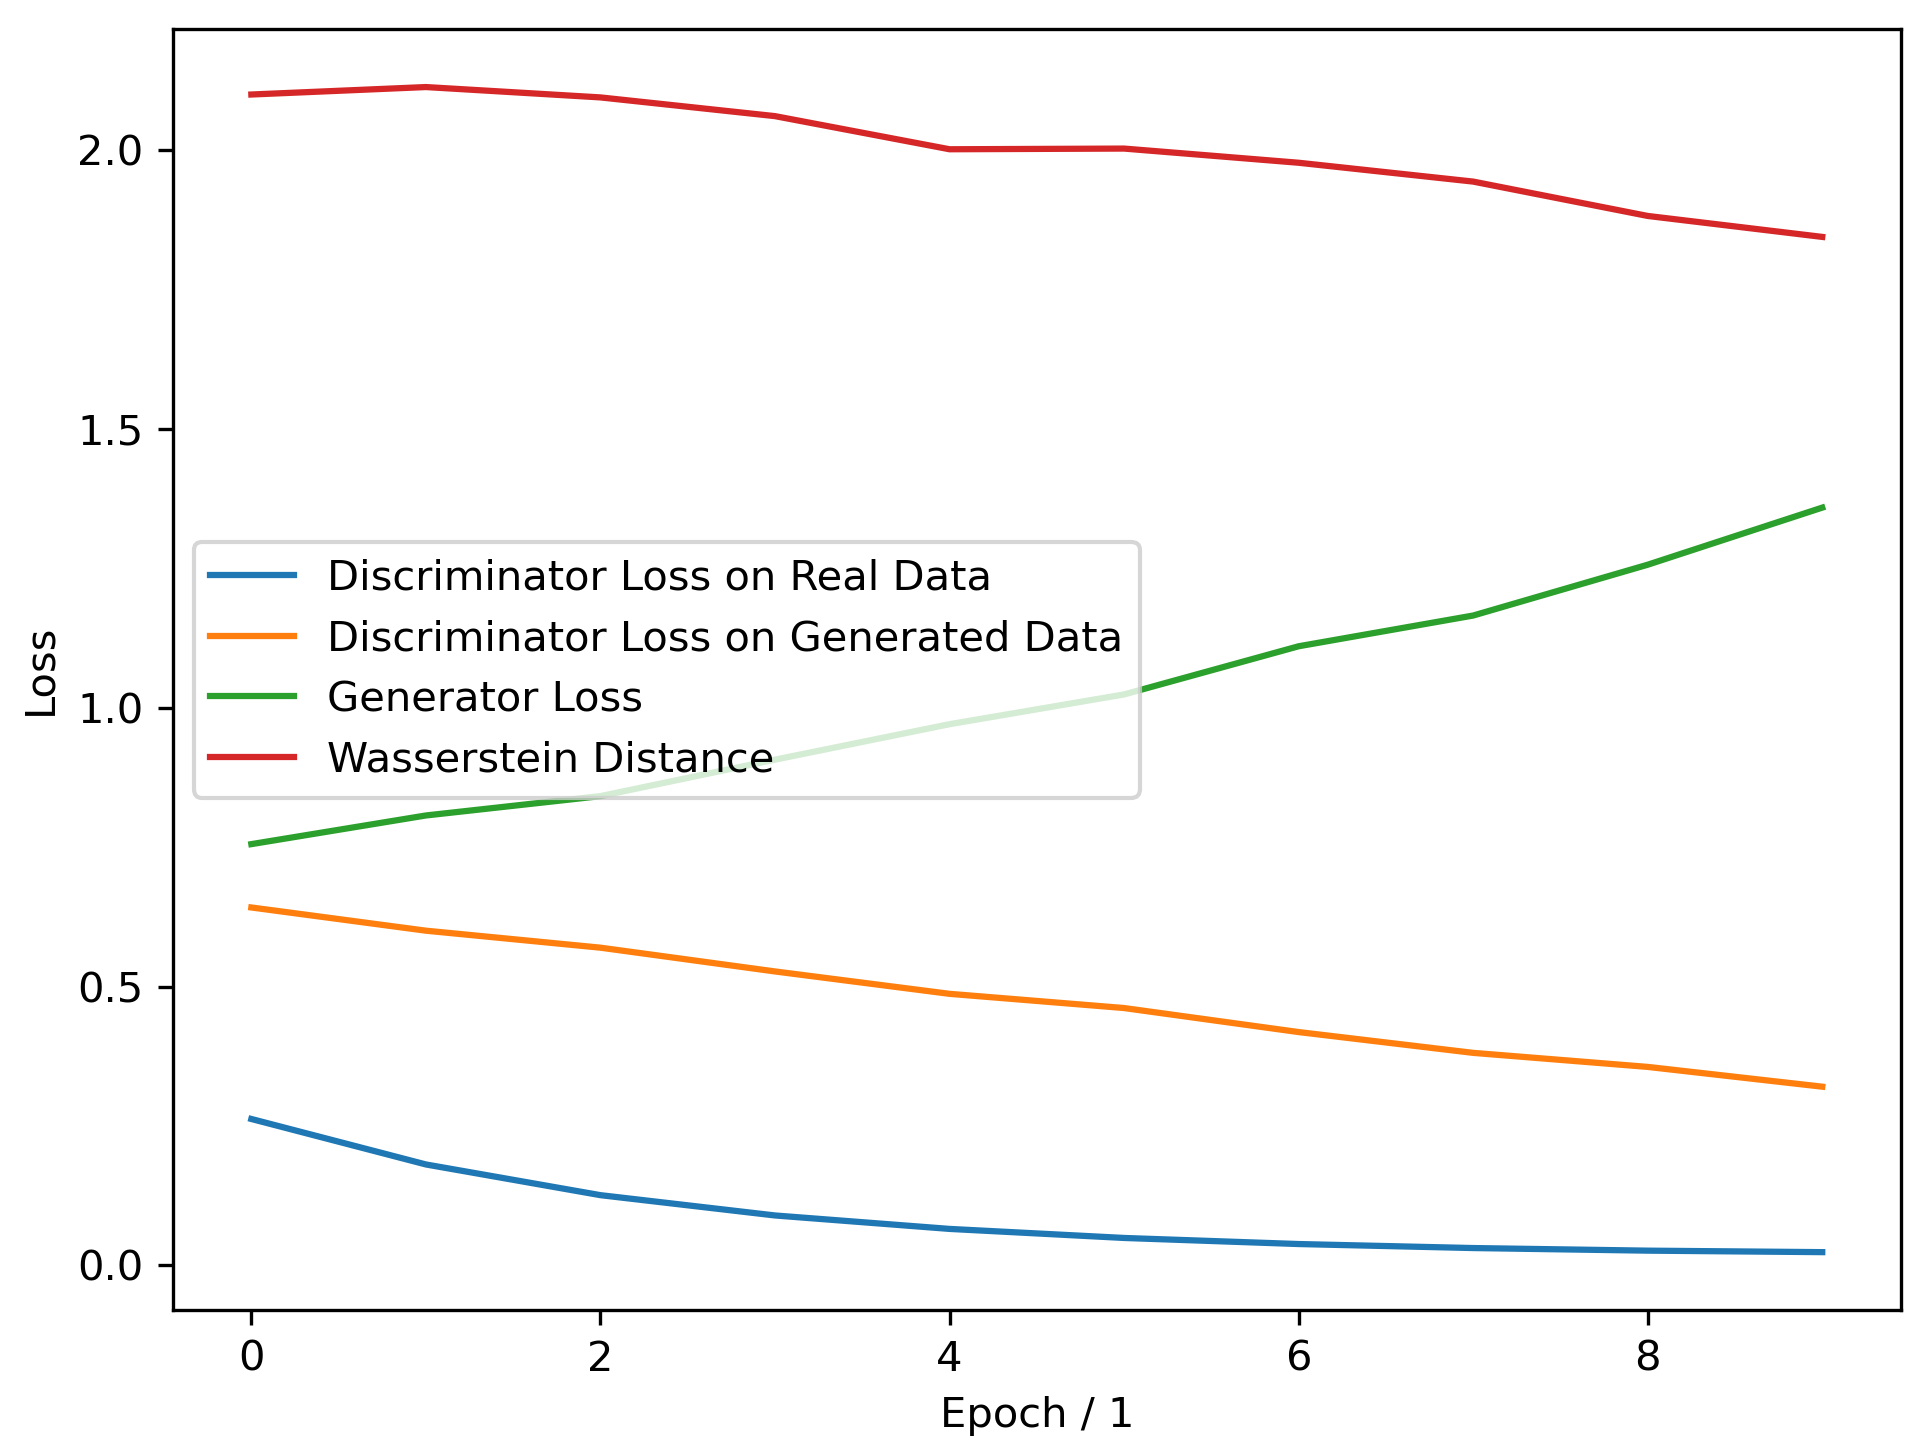 2.0
1.5
1.0
0.5
0.0
Loss
Discriminator Loss on Real Data
Discriminator Loss on Generated Data
Generator Loss
Wasserstein Distance
0 2 4 6 8
Epoch / 1